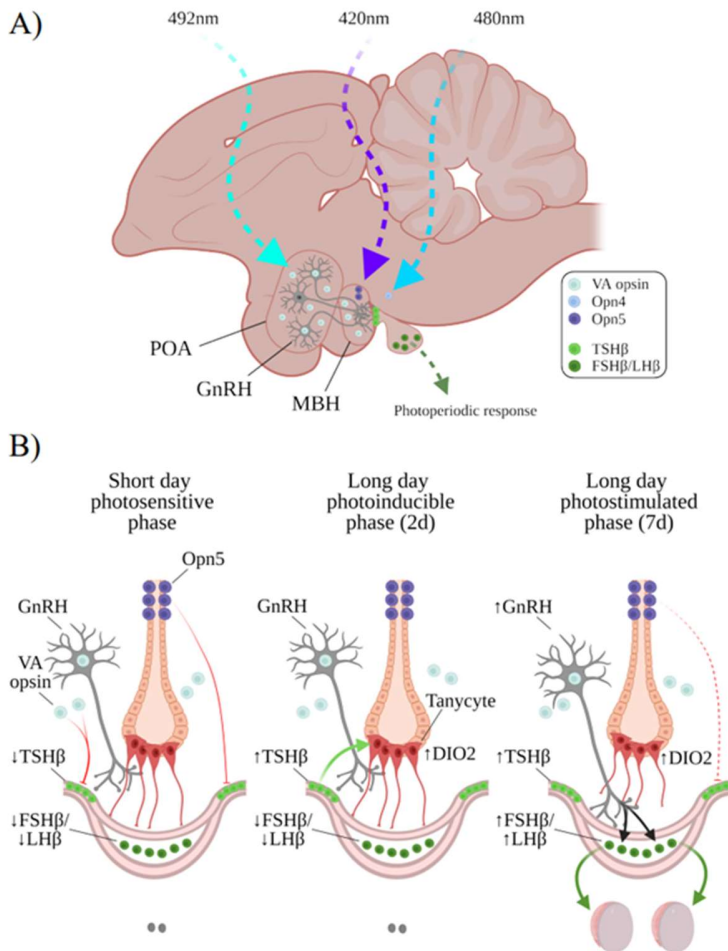 A)
492nm 420nm 480nm
VA opsin
Opn4
Opn5
TSHβ
FSHβ/LHβ
POA
GnRH
MBH
Photoperiodic response
B)
Short day
photosensitive
phase
Long day
photoinducible
phase (2d)
Long day
photostimulated
phase (7d)
Opn5
GnRH
VA
opsin
↓TSHβ
↓FSHβ/
↓LHβ
GnRH
Tanycyte
↑TSHβ
↑DIO2
↓FSHβ/
↓LHβ
↑GnRH
↑TSHβ
↑DIO2
↑FSHβ/
↑LHβ